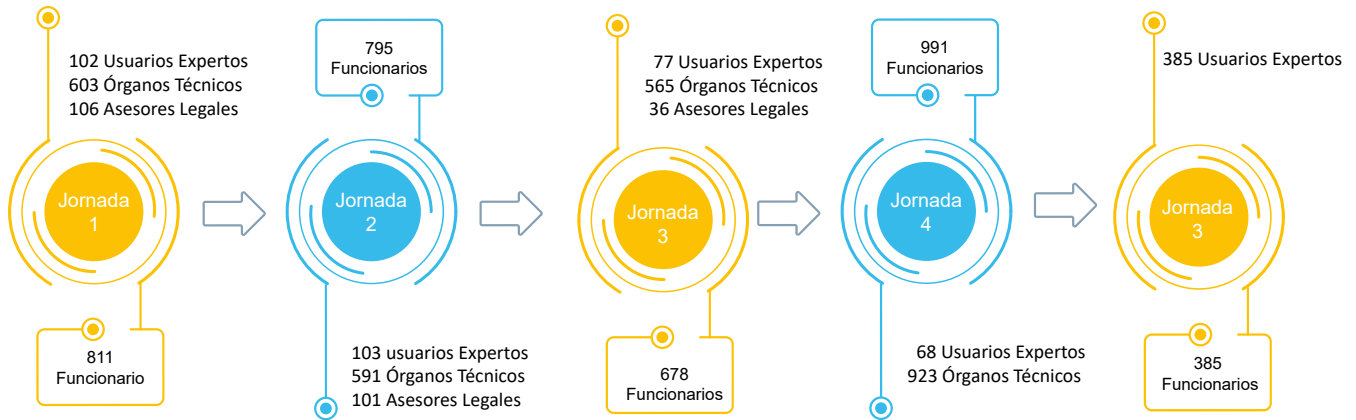 102 Usuarios Expertos
603 Órganos Técnicos
106 Asesores Legales
Jornada
1
811
Funcionario
795
Funcionarios
Jornada
2
103 usuarios Expertos
591 Órganos Técnicos
101 Asesores Legales
77 Usuarios Expertos
565 Órganos Técnicos
36 Asesores Legales
Jornada
3
678
Funcionarios
991
Funcionarios
Jornada
4
68 Usuarios Expertos
923 Órganos Técnicos
385 Usuarios Expertos
Jornada
3
385
Funcionarios